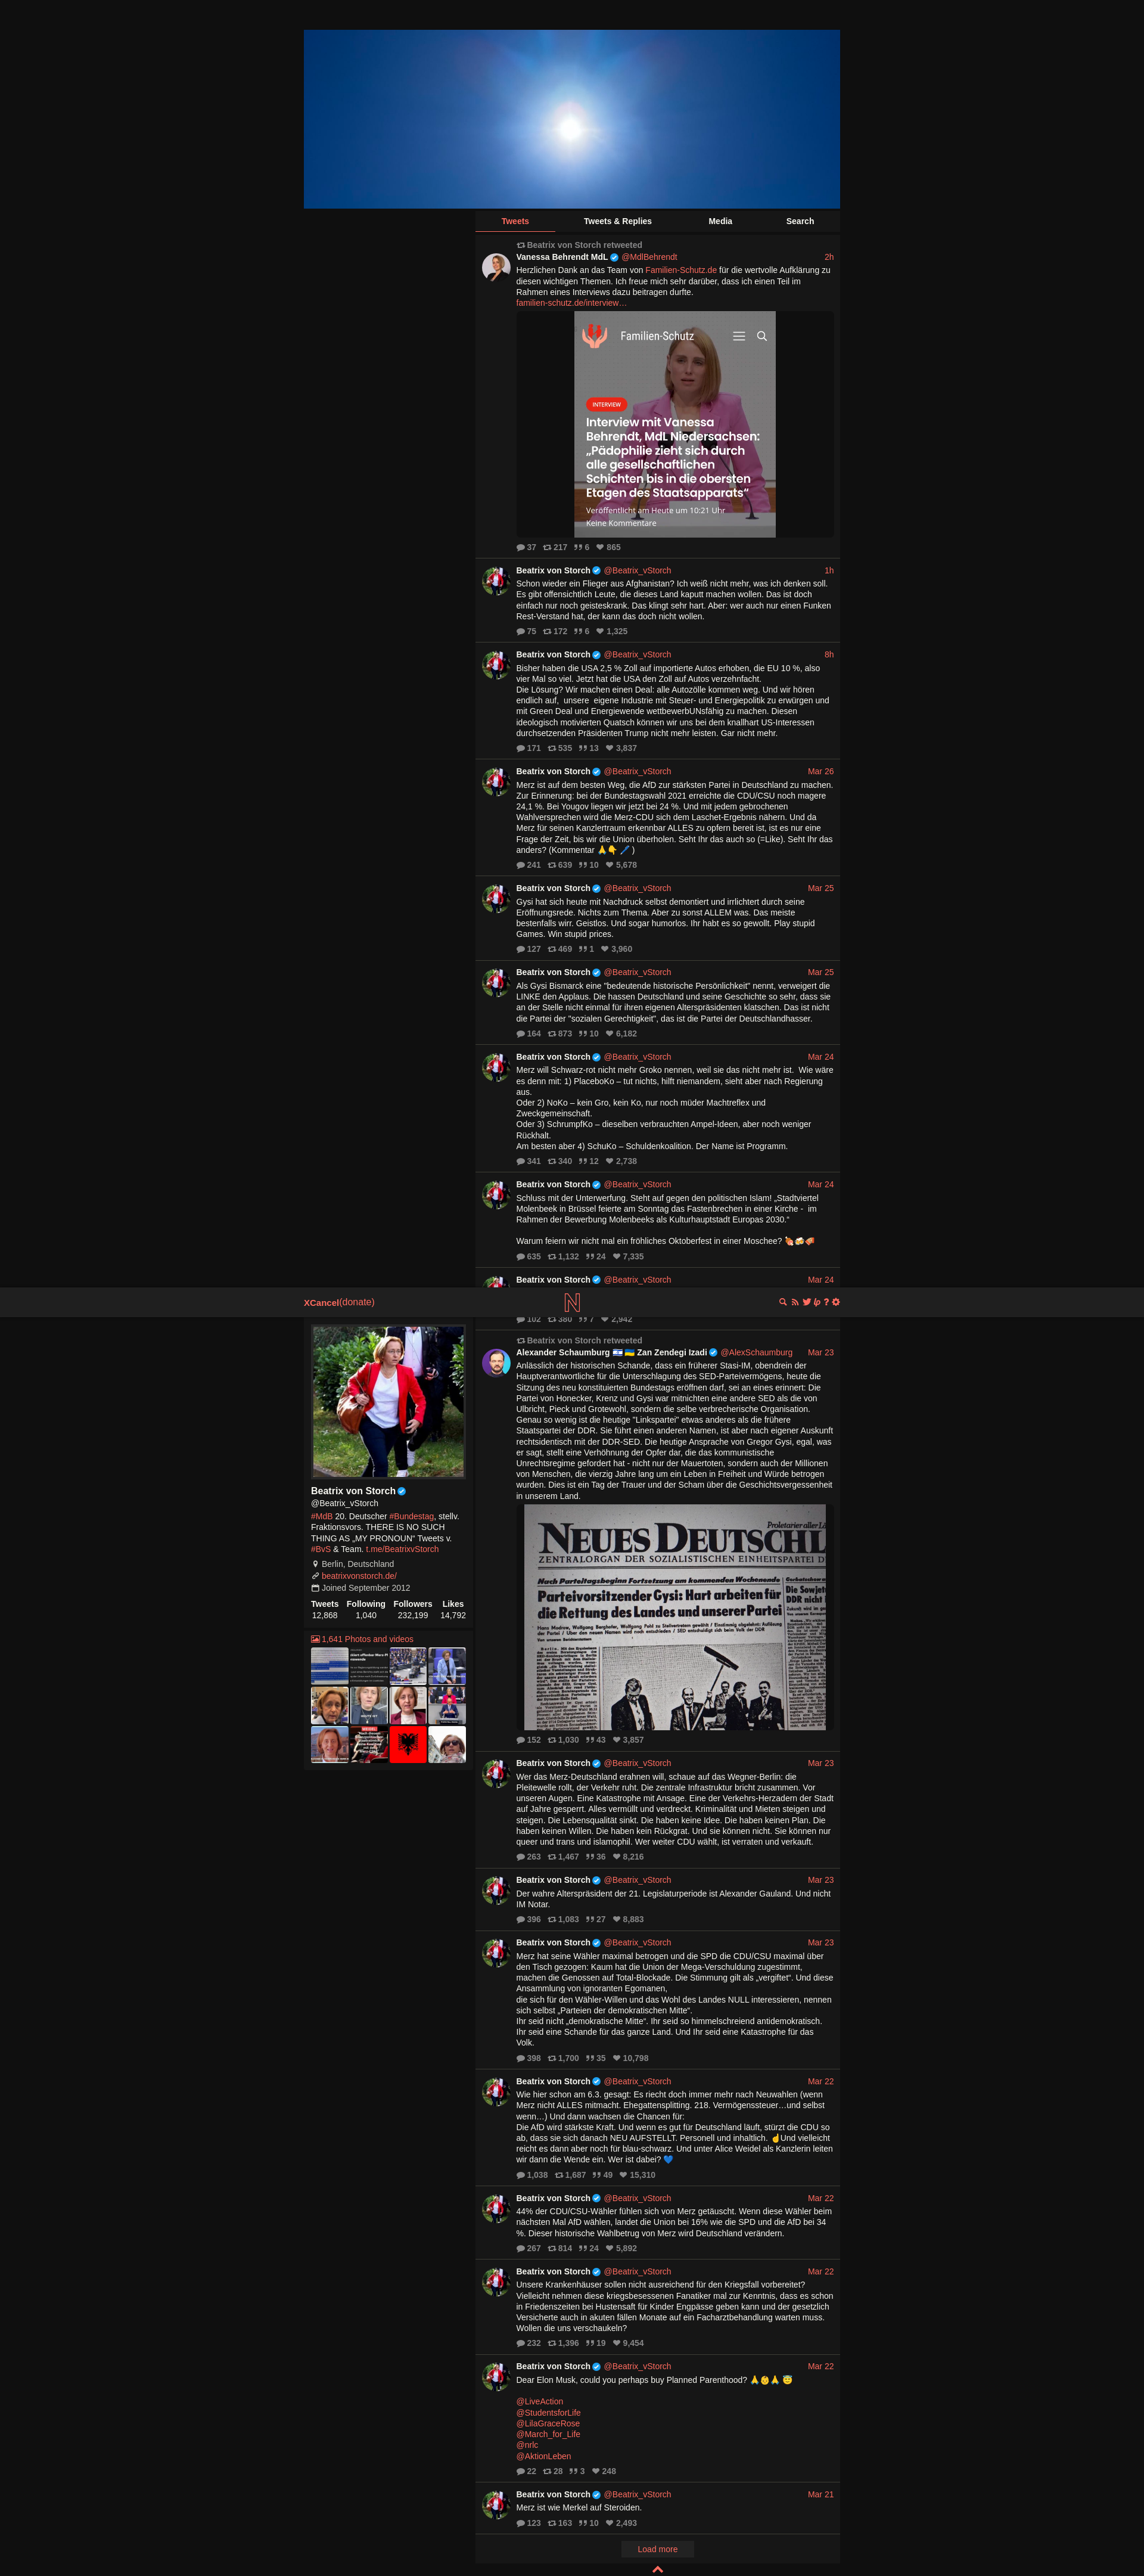 Tweets
Tweets & Replies
Media
Search
Beatrix von Storch retweeted
Vanessa Behrendt MdL @MdlBehrendt 2h
Herzlichen Dank an das Team von Familien-Schutz.de für die wertvolle Aufklärung zu
diesen wichtigen Themen. Ich freue mich sehr darüber, dass ich einen Teil im
Rahmen eines Interviews dazu beitragen durfte.
familien-schutz.de/interview…
Familien-Schutz
INTERVIEW
Interview mit Vanessa
Behrendt, MdL Niedersachsen:
„Pädophilie zieht sich durch
alle gesellschaftlichen
Schichten bis in die obersten
Etagen des Staatsapparats“
Veröffentlicht am Heute um 10:21 Uhr
Keine Kommentare
37 217 6 865
Beatrix von Storch @Beatrix_vStorch 1h
Schon wieder ein Flieger aus Afghanistan? Ich weiß nicht mehr, was ich denken soll.
Es gibt offensichtlich Leute, die dieses Land kaputt machen wollen. Das ist doch
einfach nur noch geisteskrank. Das klingt sehr hart. Aber: wer auch nur einen Funken
Rest-Verstand hat, der kann das doch nicht wollen.
75 172 6 1,325
Beatrix von Storch @Beatrix_vStorch 8h
Bisher haben die USA 2,5 % Zoll auf importierte Autos erhoben, die EU 10 %, also
vier Mal so viel. Jetzt hat die USA den Zoll auf Autos verzehnfacht.
Die Lösung? Wir machen einen Deal: alle Autozölle kommen weg. Und wir hören
endlich auf,  unsere  eigene Industrie mit Steuer- und Energiepolitik zu erwürgen und
mit Green Deal und Energiewende wettbewerbUNsfähig zu machen. Diesen
ideologisch motivierten Quatsch können wir uns bei dem knallhart US-Interessen
durchsetzenden Präsidenten Trump nicht mehr leisten. Gar nicht mehr.
171 535 13 3,837
Beatrix von Storch @Beatrix_vStorch Mar 26
Merz ist auf dem besten Weg, die AfD zur stärksten Partei in Deutschland zu machen.
Zur Erinnerung: bei der Bundestagswahl 2021 erreichte die CDU/CSU noch magere
24,1 %. Bei Yougov liegen wir jetzt bei 24 %. Und mit jedem gebrochenen
Wahlversprechen wird die Merz-CDU sich dem Laschet-Ergebnis nähern. Und da
Merz für seinen Kanzlertraum erkennbar ALLES zu opfern bereit ist, ist es nur eine
Frage der Zeit, bis wir die Union überholen. Seht Ihr das auch so (=Like). Seht Ihr das
anders? (Kommentar 🙏👇 🖊️ )
241 639 10 5,678
Beatrix von Storch @Beatrix_vStorch Mar 25
Gysi hat sich heute mit Nachdruck selbst demontiert und irrlichtert durch seine
Eröffnungsrede. Nichts zum Thema. Aber zu sonst ALLEM was. Das meiste
bestenfalls wirr. Geistlos. Und sogar humorlos. Ihr habt es so gewollt. Play stupid
Games. Win stupid prices.
127 469 1 3,960
Beatrix von Storch @Beatrix_vStorch Mar 25
Als Gysi Bismarck eine "bedeutende historische Persönlichkeit" nennt, verweigert die
LINKE den Applaus. Die hassen Deutschland und seine Geschichte so sehr, dass sie
an der Stelle nicht einmal für ihren eigenen Alterspräsidenten klatschen. Das ist nicht
die Partei der "sozialen Gerechtigkeit", das ist die Partei der Deutschlandhasser.
164 873 10 6,182
Beatrix von Storch @Beatrix_vStorch Mar 24
Merz will Schwarz-rot nicht mehr Groko nennen, weil sie das nicht mehr ist.  Wie wäre
es denn mit: 1) PlaceboKo – tut nichts, hilft niemandem, sieht aber nach Regierung
aus.
Oder 2) NoKo – kein Gro, kein Ko, nur noch müder Machtreflex und
Zweckgemeinschaft.
Oder 3) SchrumpfKo – dieselben verbrauchten Ampel-Ideen, aber noch weniger
Rückhalt.
Am besten aber 4) SchuKo – Schuldenkoalition. Der Name ist Programm.
341 340 12 2,738
Beatrix von Storch @Beatrix_vStorch Mar 24
Schluss mit der Unterwerfung. Steht auf gegen den politischen Islam! „Stadtviertel
Molenbeek in Brüssel feierte am Sonntag das Fastenbrechen in einer Kirche -  im
Rahmen der Bewerbung Molenbeeks als Kulturhauptstadt Europas 2030.“
Warum feiern wir nicht mal ein fröhliches Oktoberfest in einer Moschee? 🍖🍻🥓
635 1,132 24 7,335
Beatrix von Storch @Beatrix_vStorch Mar 24
XCancel (donate)
102 380 7 2,942
Beatrix von Storch
@Beatrix_vStorch
#MdB 20. Deutscher #Bundestag, stellv.
Fraktionsvors. THERE IS NO SUCH
THING AS „MY PRONOUN“ Tweets v.
#BvS & Team. t.me/BeatrixvStorch
Berlin, Deutschland
beatrixvonstorch.de/
Joined September 2012
Tweets Following Followers Likes
12,868 1,040 232,199 14,792
1,641 Photos and videos
Beatrix von Storch retweeted
Alexander Schaumburg 🇮🇱🇺🇦 Zan Zendegi Izadi @AlexSchaumburg Mar 23
Anlässlich der historischen Schande, dass ein früherer Stasi-IM, obendrein der
Hauptverantwortliche für die Unterschlagung des SED-Parteivermögens, heute die
Sitzung des neu konstituierten Bundestags eröffnen darf, sei an eines erinnert: Die
Partei von Honecker, Krenz und Gysi war mitnichten eine andere SED als die von
Ulbricht, Pieck und Grotewohl, sondern die selbe verbrecherische Organisation.
Genau so wenig ist die heutige "Linkspartei" etwas anderes als die frühere
Staatspartei der DDR. Sie führt einen anderen Namen, ist aber nach eigener Auskunft
rechtsidentisch mit der DDR-SED. Die heutige Ansprache von Gregor Gysi, egal, was
er sagt, stellt eine Verhöhnung der Opfer dar, die das kommunistische
Unrechtsregime gefordert hat - nicht nur der Mauertoten, sondern auch der Millionen
von Menschen, die vierzig Jahre lang um ein Leben in Freiheit und Würde betrogen
wurden. Dies ist ein Tag der Trauer und der Scham über die Geschichtsvergessenheit
in unserem Land.
Proletarier aller Lä
NEUES DEUTSCH
ZENTRALORGAN DER SOZIALISTISCHEN EINHEITSPARTEI D
Nach Parteitagsbeginn Fortsetzung am kommenden Wochenende
Parteivorsitzender Gysi: Hart arbeiten für
die Rettung des Landes und unserer Partei
Die Sowjet
DDR nicht
152 1,030 43 3,857
Beatrix von Storch @Beatrix_vStorch Mar 23
Wer das Merz-Deutschland erahnen will, schaue auf das Wegner-Berlin: die
Pleitewelle rollt, der Verkehr ruht. Die zentrale Infrastruktur bricht zusammen. Vor
unseren Augen. Eine Katastrophe mit Ansage. Eine der Verkehrs-Herzadern der Stadt
auf Jahre gesperrt. Alles vermüllt und verdreckt. Kriminalität und Mieten steigen und
steigen. Die Lebensqualität sinkt. Die haben keine Idee. Die haben keinen Plan. Die
haben keinen Willen. Die haben kein Rückgrat. Und sie können nicht. Sie können nur
queer und trans und islamophil. Wer weiter CDU wählt, ist verraten und verkauft.
263 1,467 36 8,216
Beatrix von Storch @Beatrix_vStorch Mar 23
Der wahre Alterspräsident der 21. Legislaturperiode ist Alexander Gauland. Und nicht
IM Notar.
396 1,083 27 8,883
Beatrix von Storch @Beatrix_vStorch Mar 23
Merz hat seine Wähler maximal betrogen und die SPD die CDU/CSU maximal über
den Tisch gezogen: Kaum hat die Union der Mega-Verschuldung zugestimmt,
machen die Genossen auf Total-Blockade. Die Stimmung gilt als „vergiftet“. Und diese
Ansammlung von ignoranten Egomanen,
die sich für den Wähler-Willen und das Wohl des Landes NULL interessieren, nennen
sich selbst „Parteien der demokratischen Mitte“.
Ihr seid nicht „demokratische Mitte“. Ihr seid so himmelschreiend antidemokratisch.
Ihr seid eine Schande für das ganze Land. Und Ihr seid eine Katastrophe für das
Volk.
398 1,700 35 10,798
Beatrix von Storch @Beatrix_vStorch Mar 22
Wie hier schon am 6.3. gesagt: Es riecht doch immer mehr nach Neuwahlen (wenn
Merz nicht ALLES mitmacht. Ehegattensplitting. 218. Vermögenssteuer…und selbst
wenn…) Und dann wachsen die Chancen für:
Die AfD wird stärkste Kraft. Und wenn es gut für Deutschland läuft, stürzt die CDU so
ab, dass sie sich danach NEU AUFSTELLT. Personell und inhaltlich. ☝️Und vielleicht
reicht es dann aber noch für blau-schwarz. Und unter Alice Weidel als Kanzlerin leiten
wir dann die Wende ein. Wer ist dabei? 💙
1,038 1,687 49 15,310
Beatrix von Storch @Beatrix_vStorch Mar 22
44% der CDU/CSU-Wähler fühlen sich von Merz getäuscht. Wenn diese Wähler beim
nächsten Mal AfD wählen, landet die Union bei 16% wie die SPD und die AfD bei 34
%. Dieser historische Wahlbetrug von Merz wird Deutschland verändern.
267 814 24 5,892
Beatrix von Storch @Beatrix_vStorch Mar 22
Unsere Krankenhäuser sollen nicht ausreichend für den Kriegsfall vorbereitet?
Vielleicht nehmen diese kriegsbesessenen Fanatiker mal zur Kenntnis, dass es schon
in Friedenszeiten bei Hustensaft für Kinder Engpässe geben kann und der gesetzlich
Versicherte auch in akuten fällen Monate auf ein Facharztbehandlung warten muss.
Wollen die uns verschaukeln?
232 1,396 19 9,454
Beatrix von Storch @Beatrix_vStorch Mar 22
Dear Elon Musk, could you perhaps buy Planned Parenthood? 🙏👶🙏 😇
@LiveAction
@StudentsforLife
@LilaGraceRose
@March_for_Life
@nrlc
@AktionLeben
22 28 3 248
Beatrix von Storch @Beatrix_vStorch Mar 21
Merz ist wie Merkel auf Steroiden.
123 163 10 2,493
Load more